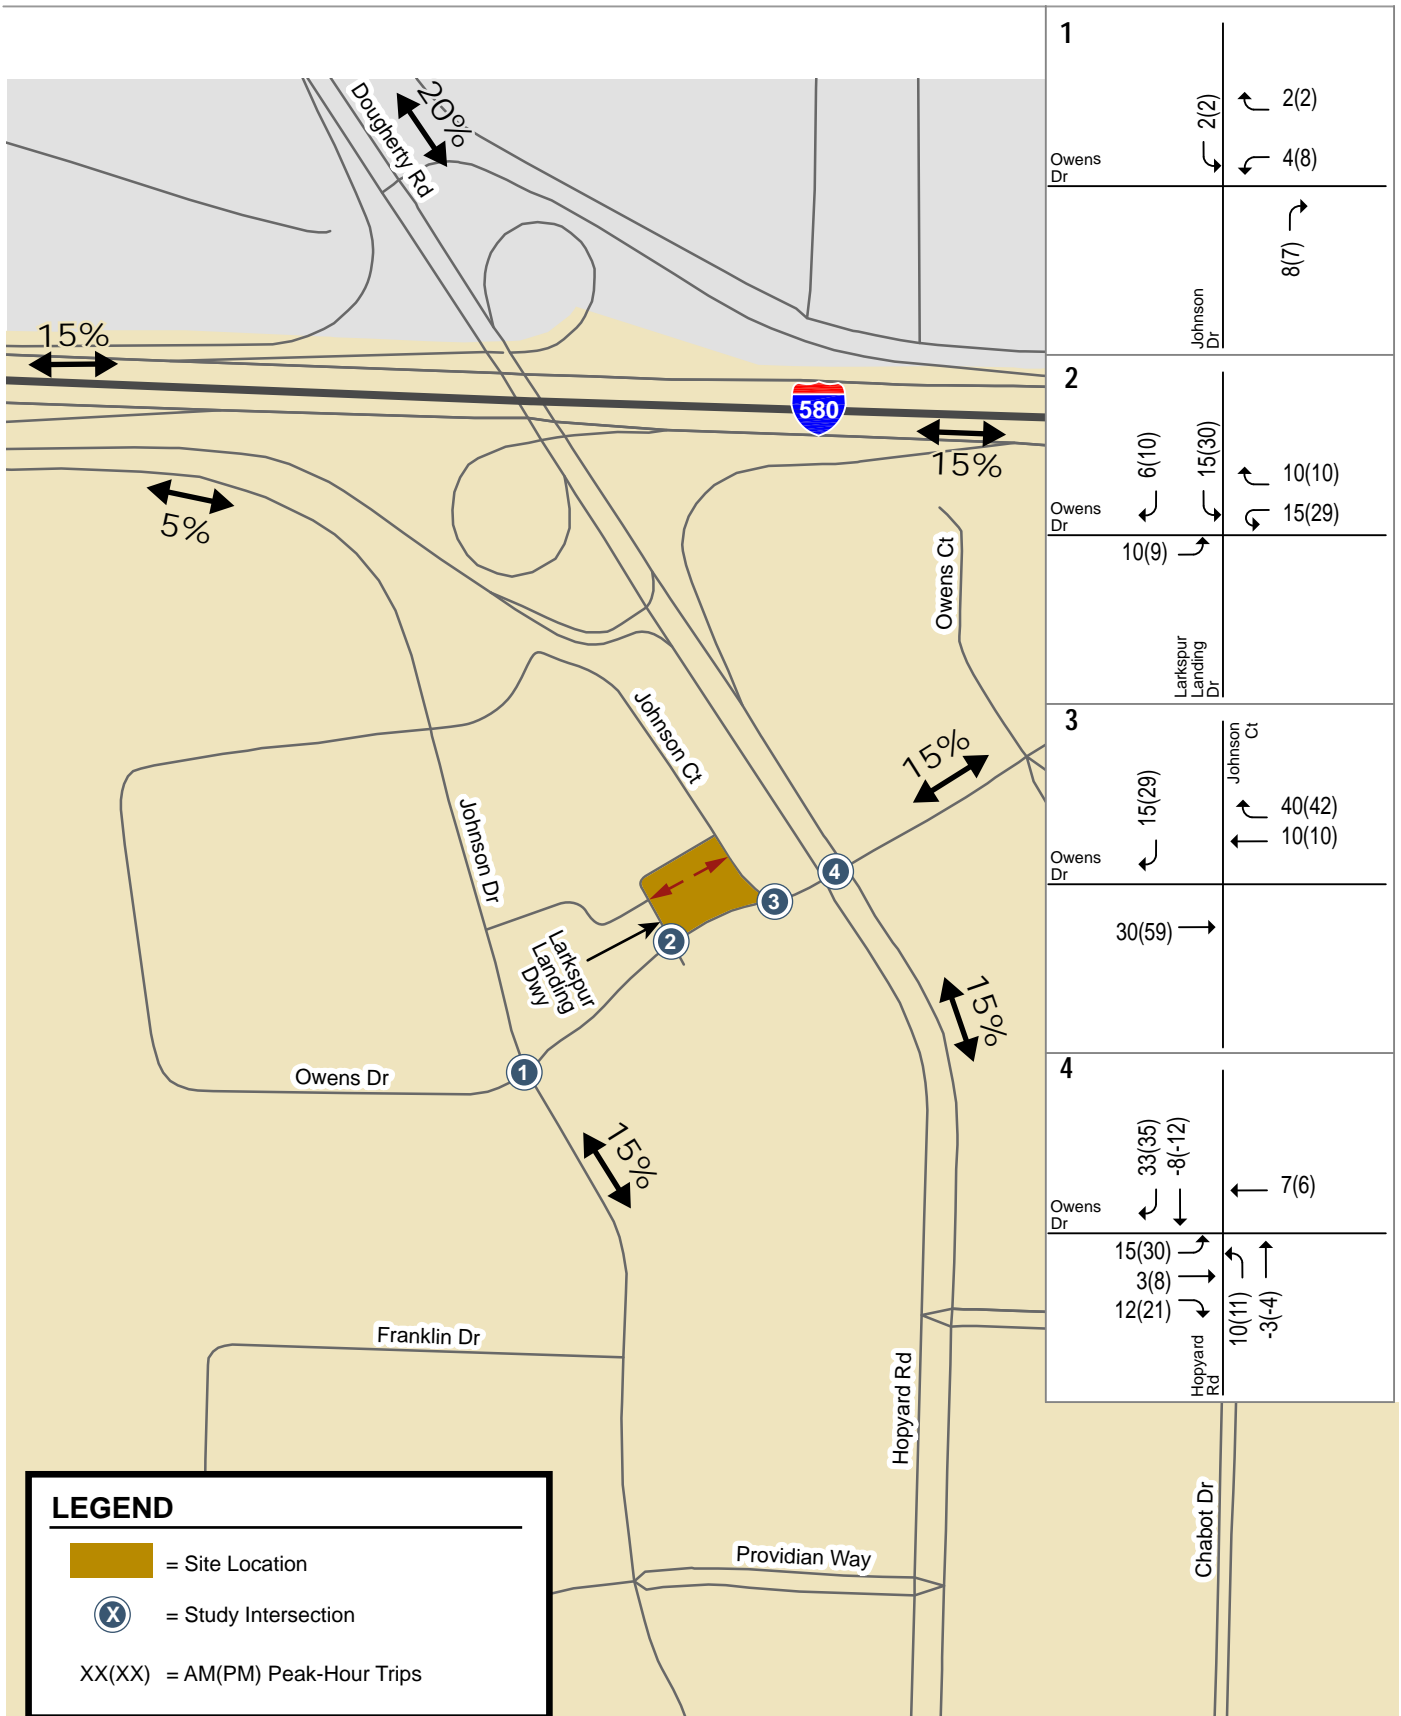 20%
Dougherty Rd
15%
580
15%
5%
Owens Ct
Johnson Ct
15%
Johnson Dr
4
3
2
Larkspur
Landing
Dwy
15%
1
Owens Dr
15%
Franklin Dr
Hopyard Rd
Chabot Dr
Providian Way
LEGEND
= Site Location
X = Study Intersection
XX(XX) = AM(PM) Peak-Hour Trips
1
2(2)
2(2)
Owens
Dr
4(8)
8(7)
Johnson
Dr
2
6(10)
15(30)
10(10)
Owens
Dr
15(29)
10(9)
Larkspur
Landing
Dr
3
Johnson
Ct
15(29)
40(42)
10(10)
Owens
Dr
30(59)
4
33(35)
-8(-12)
7(6)
Owens
Dr
15(30)
3(8)
12(21)
10(11)
-3(-4)
Hopyard
Rd